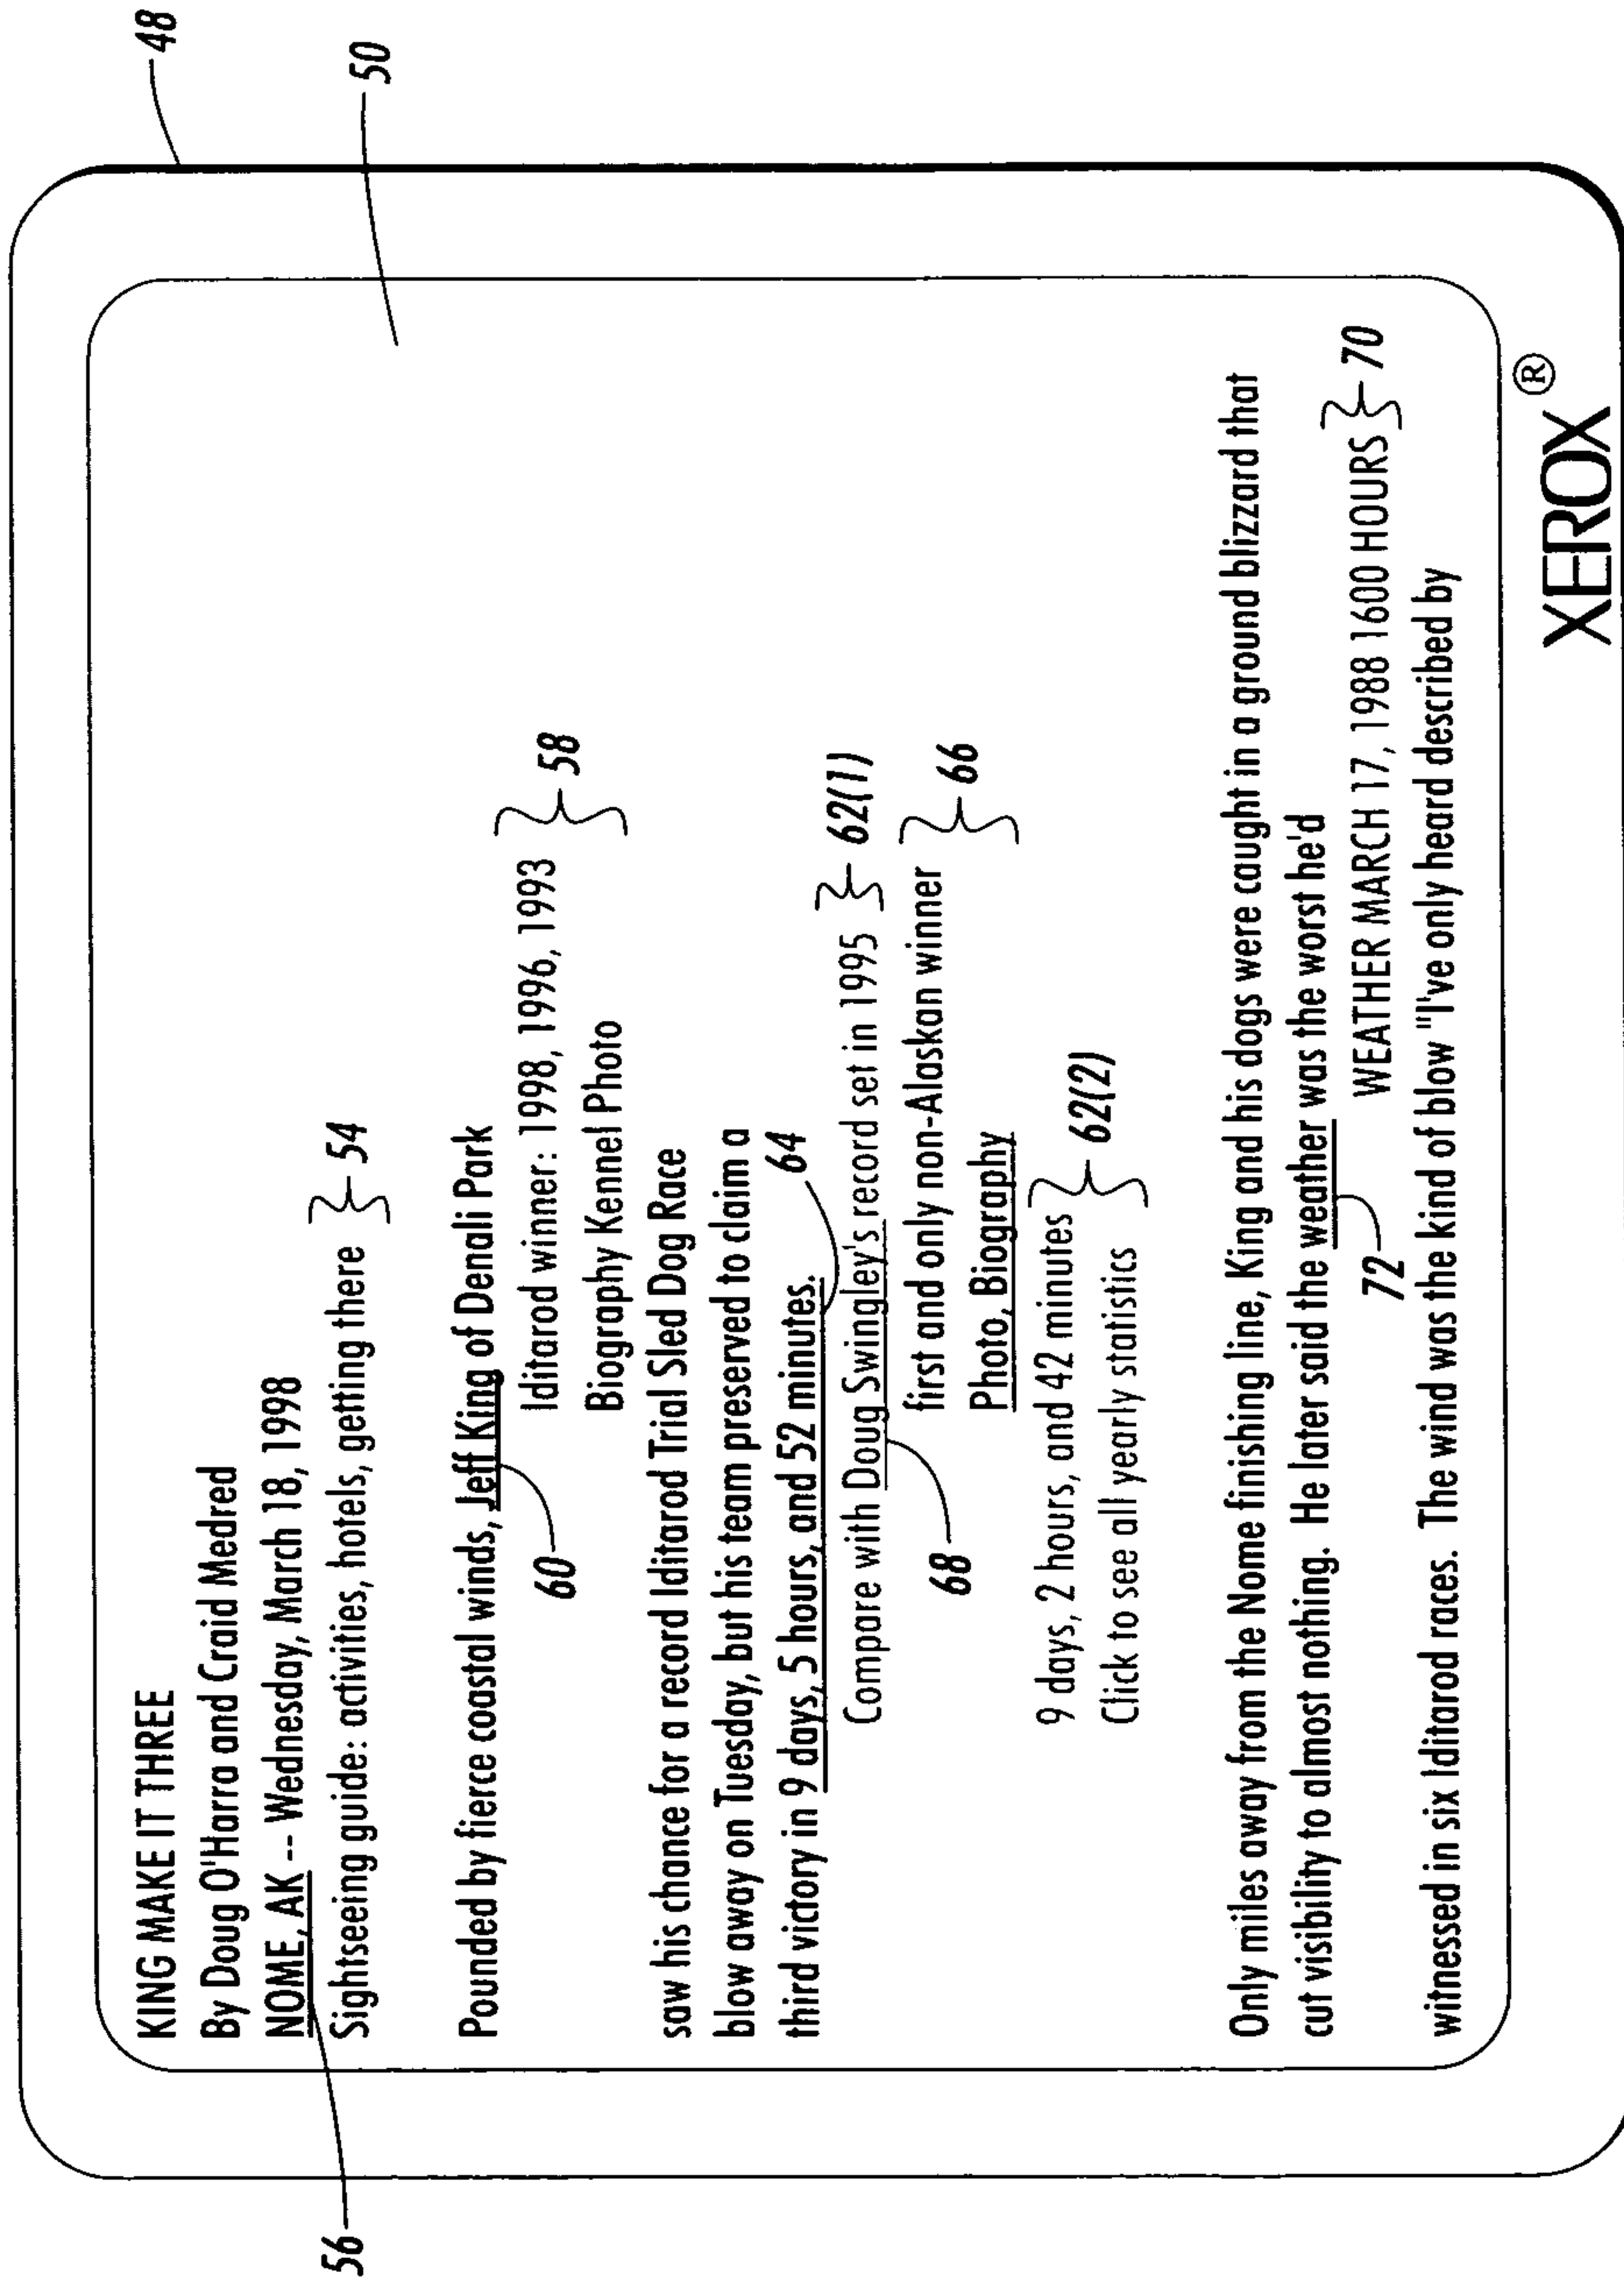 48
50
KING MAKE IT THREE
By Doug O'Harra and Craid Medred
NOME, AK -- Wednesday, March 18, 1998
56
Sightseeing guide: activities, hotels, getting there 54
Pounded by fierce coastal winds, Jeff King of Denali Park
60
Iditarod winner: 1998, 1996, 1993
58
Biography Kennel Photo
saw his chance for a record Iditarod Trial Sled Dog Race
blow away on Tuesday, but his team preserved to claim a
third victory in 9 days, 5 hours, and 52 minutes. 64
Compare with Doug Swingley's record set in 1995 62(1)
68
first and only non-Alaskan winner
66
Photo, Biography
9 days, 2 hours, and 42 minutes
62(2)
Click to see all yearly statistics
Only miles away from the Nome finishing line, King and his dogs were caught in a ground blizzard that
cut visibility to almost nothing. He later said the weather was the worst he'd
72
WEATHER MARCH 17, 1988 1600 HOURS 70
witnessed in six Iditarod races. The wind was the kind of blow "I've only heard described by
XEROX®